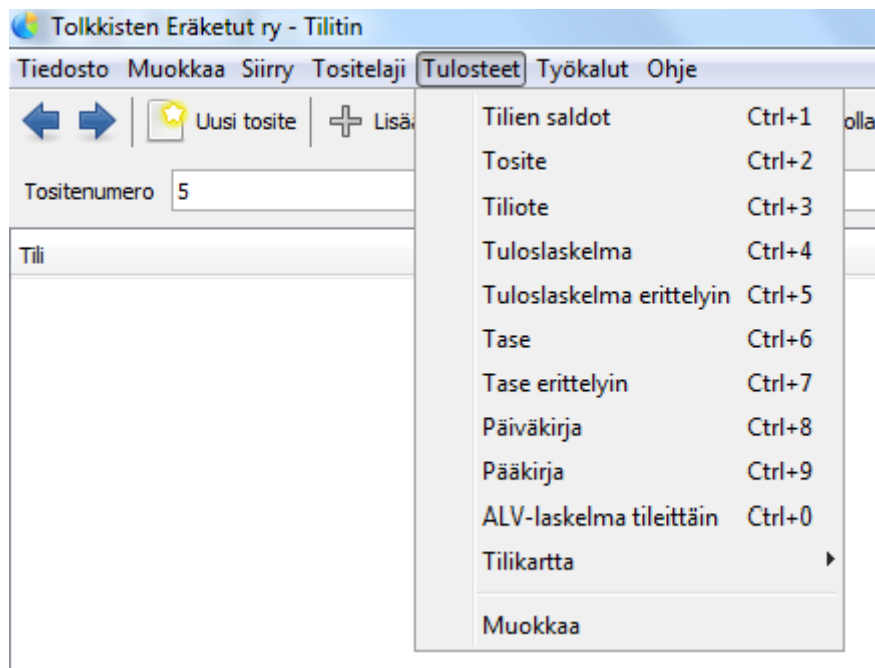 Tolkkisten Eräketut ry - Tilitin
Tiedosto Muokkaa Siirry Tositelaji Tulosteet Työkalut Ohje
Uusi tosite
Tositenumero 5
Tili
Tilien saldot Ctrl+1
Tosite Ctrl+2
Tiliote Ctrl+3
Tuloslaskelma Ctrl+4
Tuloslaskelma erittelyin Ctrl+5
Tase Ctrl+6
Tase erittelyin Ctrl+7
Päiväkirja Ctrl+8
Pääkirja Ctrl+9
ALV-laskelma tileittäin Ctrl+0
Tilikartta
Muokkaa